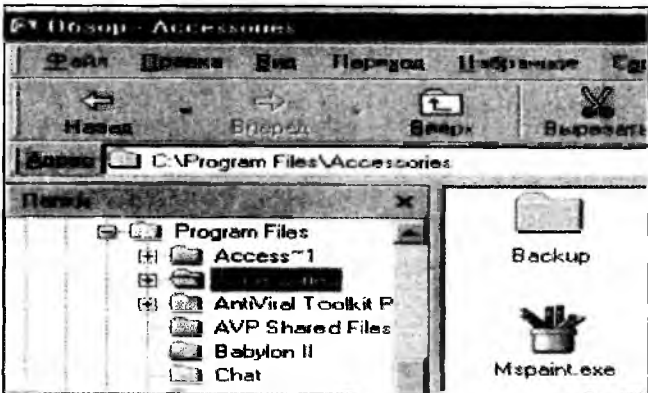 Обзор - Accessories
Файл Правка Вид Переход Избранное
Назад Вперед Вверх Вырезать
Адрес C:\Program Files\Accessories
Папки
Program Files
Access~1
AntiViral Toolkit P
AVP Shared Files
Babylon II
Chat
Backup
Mspaint.exe